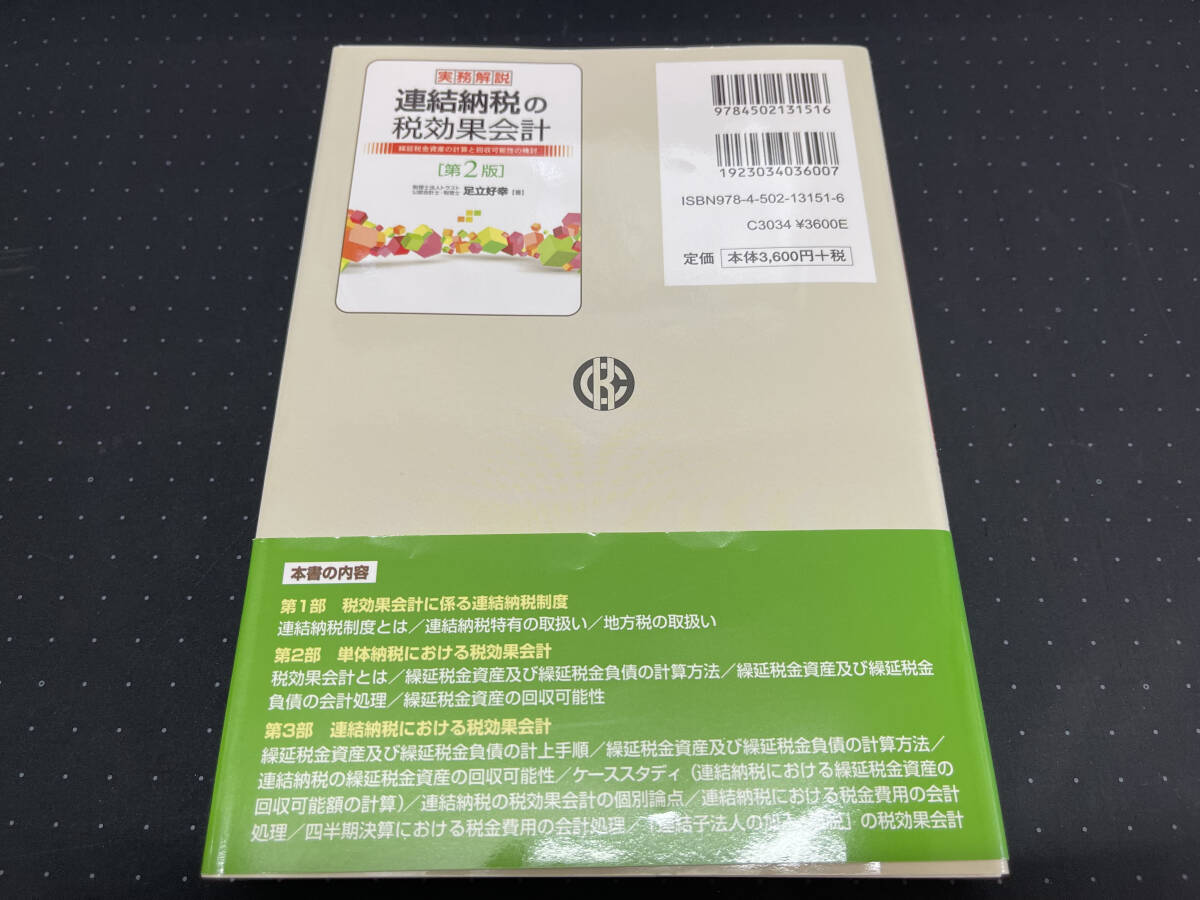 実務解説
連結納税の
税効果会計
繰延税金資産の計算と回収可能性の検討
[第2版]
税理士法人トラスト
公認会計士・税理士 足立好幸[著]
9784502131516
1923034036007
ISBN978-4-502-13151-6
C3034 ¥3600E
定価 本体3,600円+税
本書の内容
第1部 税効果会計に係る連結納税制度
連結納税制度とは/連結納税特有の取扱い/地方税の取扱い
第2部 単体納税における税効果会計
税効果会計とは/繰延税金資産及び繰延税金負債の計算方法/繰延税金資産及び繰延税金
負債の会計処理/繰延税金資産の回収可能性
第3部 連結納税における税効果会計
繰延税金資産及び繰延税金負債の計上手順/繰延税金資産及び繰延税金負債の計算方法/
連結納税の繰延税金資産の回収可能性/ケーススタディ(連結納税における繰延税金資産の
回収可能額の計算)/連結納税の税効果会計の個別論点/連結納税における税金費用の会計
処理/四半期決算における税金費用の会計処理/「連結子法人の加入・離脱」の税効果会計